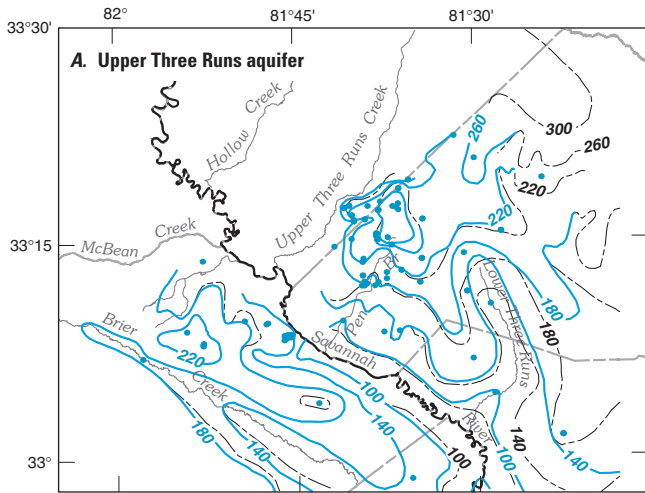 82°
81°45'
81°30'
33°30'
A. Upper Three Runs aquifer
300
260
260
220
Hollow
Creek
Upper Three Runs Creek
220
33°15'
McBean
Creek
180
180
Lower Three Runs
Pen
Br
Brier
220
Creek
Savannah
River
100
140
180
140
100
140
100
140
33°